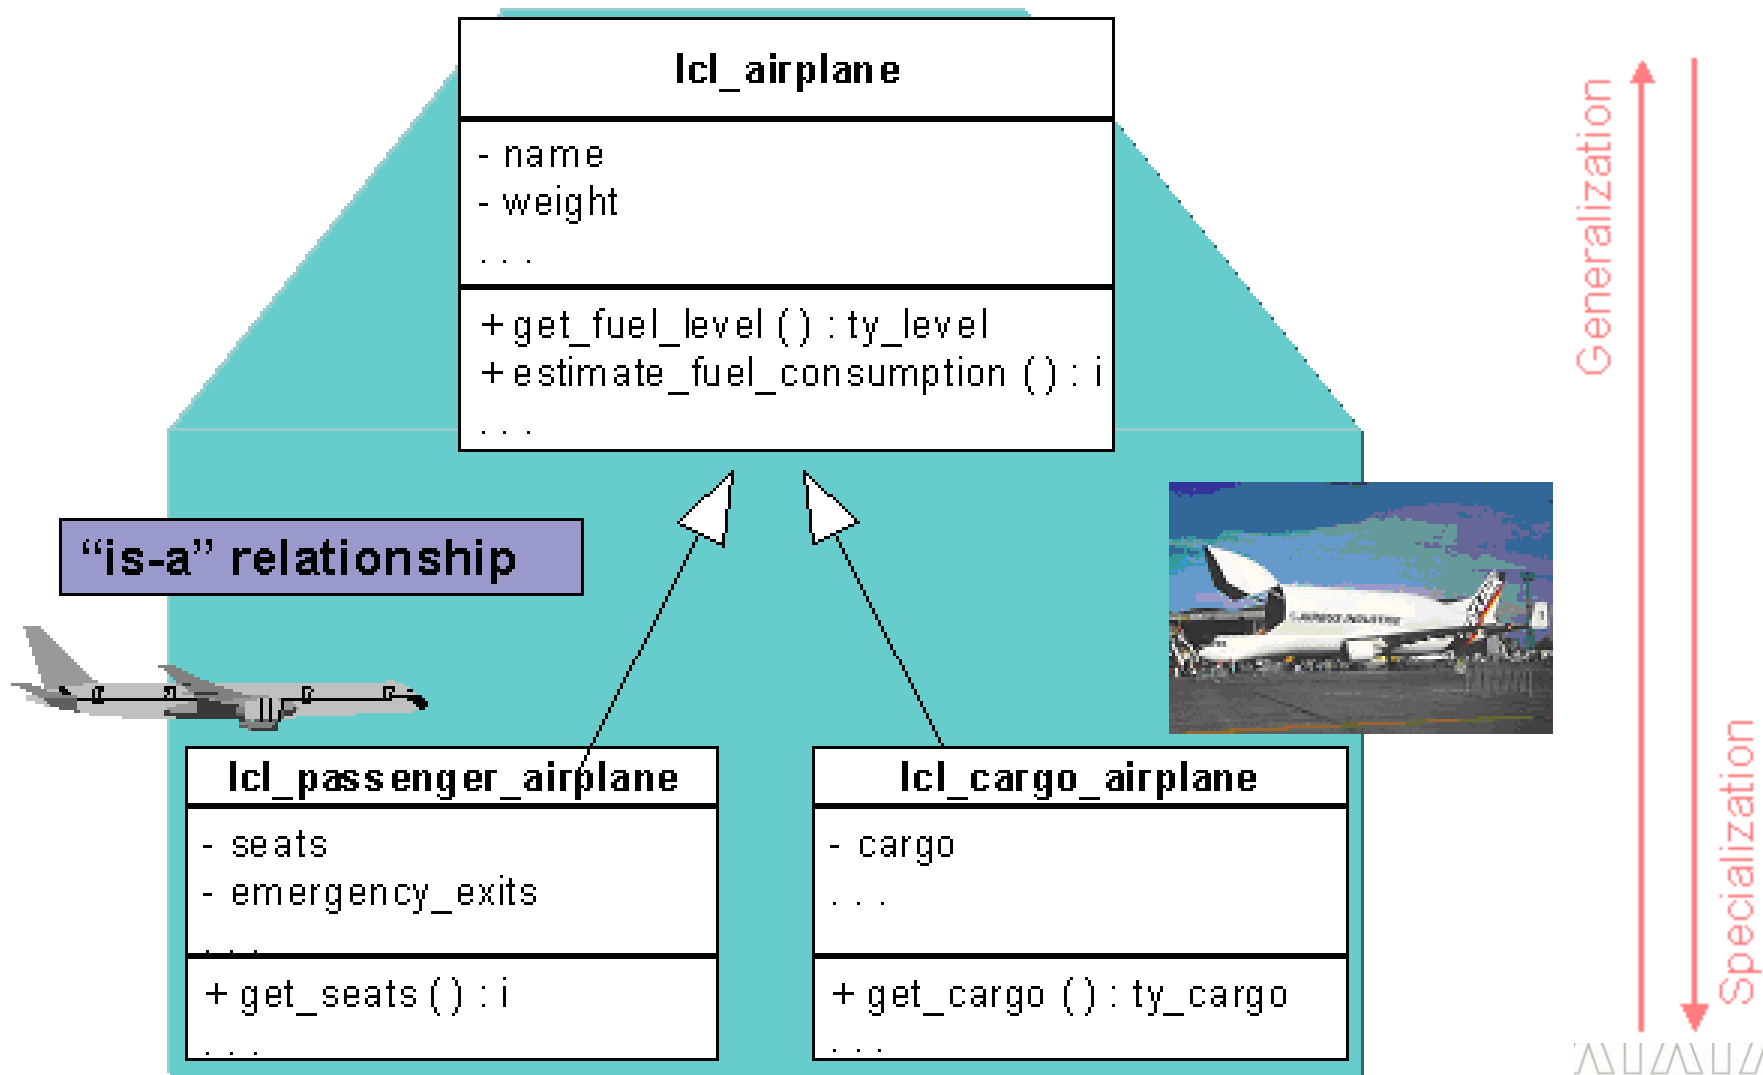 lcl_airplane
- name
- weight
. . .
+ get_fuel_level ( ) : ty_level
+ estimate_fuel_consumption ( ) : i
. . .
Generalization
“is-a” relationship
lcl_passenger_airplane
- seats
- emergency_exits
. . .
+ get_seats ( ) : i
. . .
lcl_cargo_airplane
- cargo
. . .
+ get_cargo ( ) : ty_cargo
. . .
Specialization